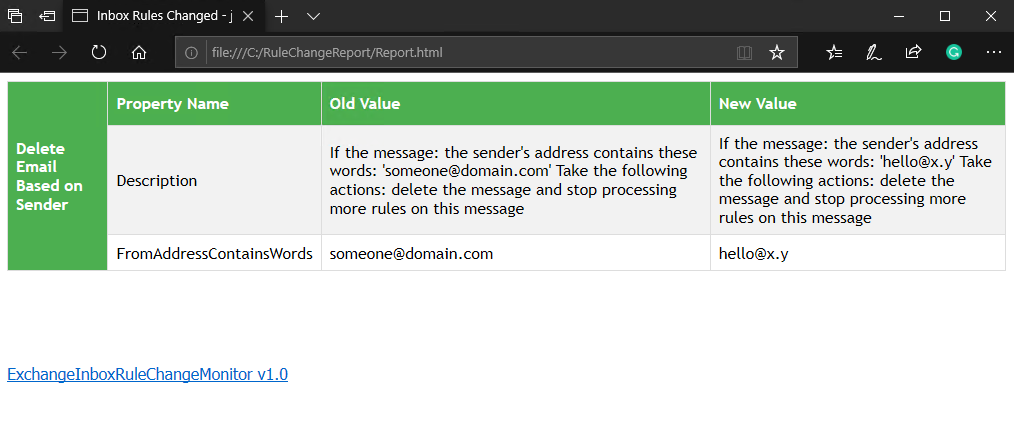 Inbox Rules Changed - j
file:///C:/RuleChangeReport/Report.html
Delete
Email
Based on
Sender
Property Name
Old Value
New Value
Description
If the message: the sender's address contains these
words: 'someone@domain.com' Take the following
actions: delete the message and stop processing
more rules on this message
If the message: the sender's address
contains these words: 'hello@x.y' Take
the following actions: delete the
message and stop processing more
rules on this message
FromAddressContainsWords
someone@domain.com
hello@x.y
ExchangeInboxRuleChangeMonitor v1.0